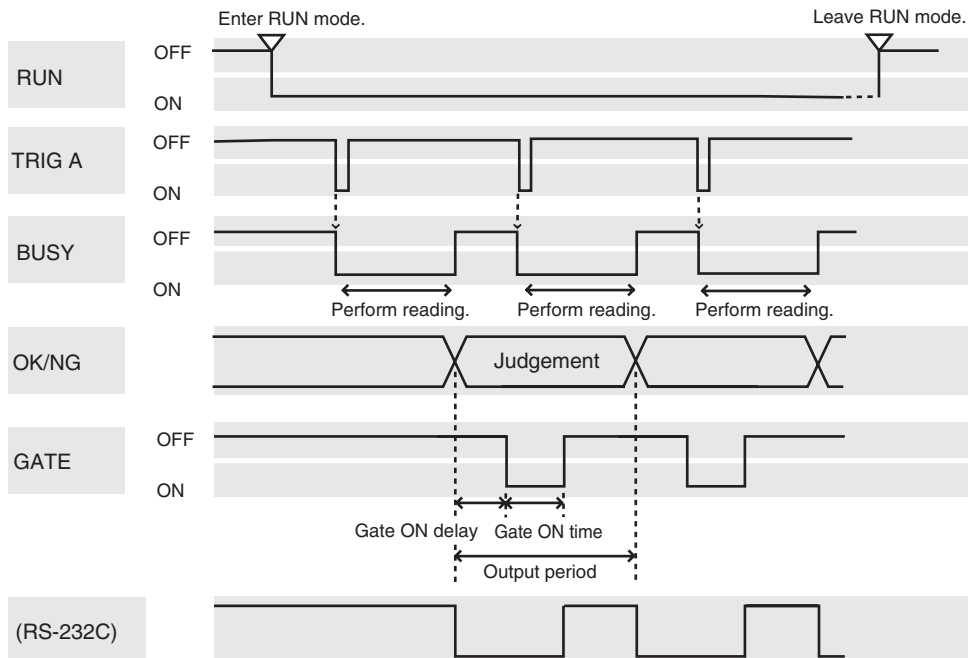 Enter RUN mode.
Leave RUN mode.
RUN
OFF
ON
TRIG A
OFF
ON
BUSY
OFF
ON
Perform reading.
Perform reading.
Perform reading.
OK/NG
Judgement
GATE
OFF
ON
Gate ON delay
Gate ON time
Output period
(RS-232C)